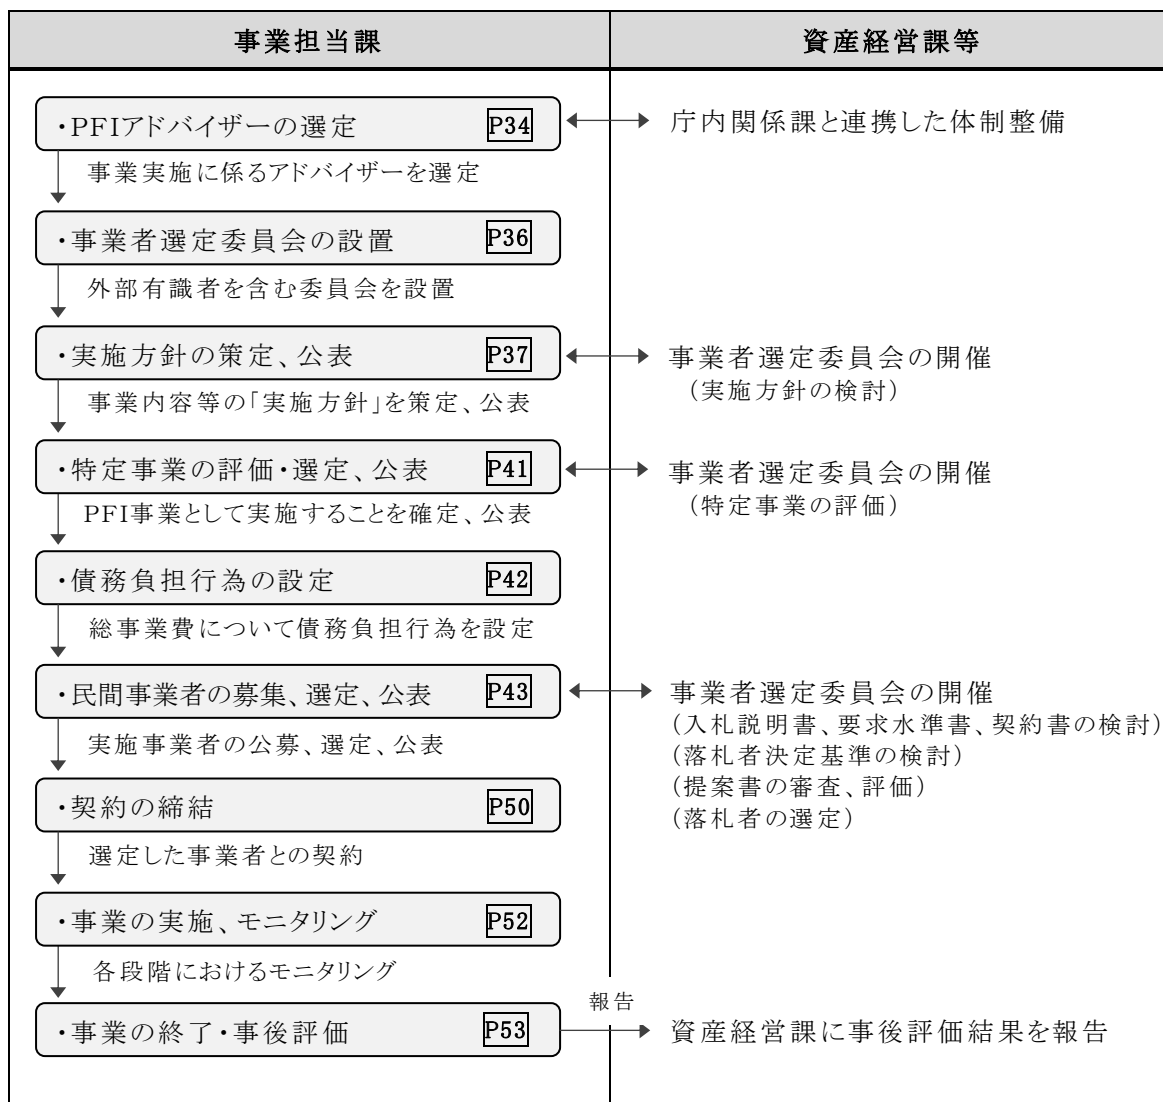 事業担当課
資産経営課等
・PFIアドバイザーの選定 P34
庁内関係課と連携した体制整備
事業実施に係るアドバイザーを選定
・事業者選定委員会の設置 P36
外部有識者を含む委員会を設置
・実施方針の策定、公表 P37
事業者選定委員会の開催
（実施方針の検討）
事業内容等の「実施方針」を策定、公表
・特定事業の評価・選定、公表 P41
事業者選定委員会の開催
（特定事業の評価）
PFI事業として実施することを確定、公表
・債務負担行為の設定 P42
総事業費について債務負担行為を設定
・民間事業者の募集、選定、公表 P43
事業者選定委員会の開催
（入札説明書、要求水準書、契約書の検討）
（落札者決定基準の検討）
（提案書の審査、評価）
（落札者の選定）
実施事業者の公募、選定、公表
・契約の締結 P50
選定した事業者との契約
・事業の実施、モニタリング P52
各段階におけるモニタリング
・事業の終了・事後評価 P53
報告
資産経営課に事後評価結果を報告